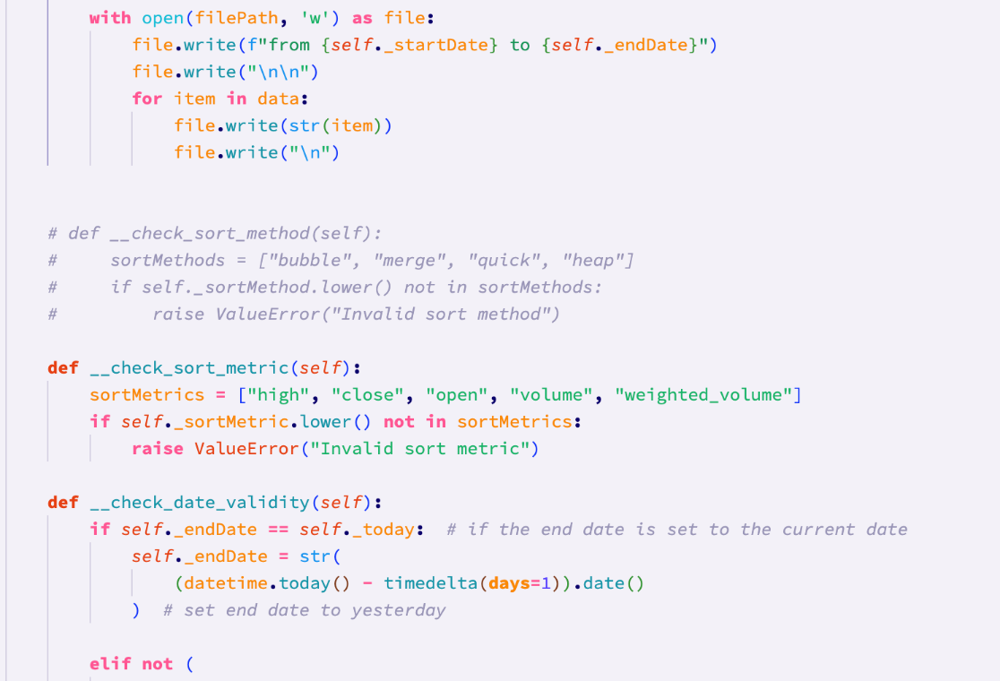 with open(filePath, 'w') as file:
file.write(f"from {self._startDate} to {self._endDate}")
file.write("\n\n")
for item in data:
file.write(str(item))
file.write("\n")
# def __check_sort_method(self):
#     sortMethods = ["bubble", "merge", "quick", "heap"]
#     if self._sortMethod.lower() not in sortMethods:
#         raise ValueError("Invalid sort method")
def __check_sort_metric(self):
sortMetrics = ["high", "close", "open", "volume", "weighted_volume"]
if self._sortMetric.lower() not in sortMetrics:
raise ValueError("Invalid sort metric")
def __check_date_validity(self):
if self._endDate == self._today:  # if the end date is set to the current date
self._endDate = str(
(datetime.today() - timedelta(days=1)).date()
)  # set end date to yesterday
elif not (